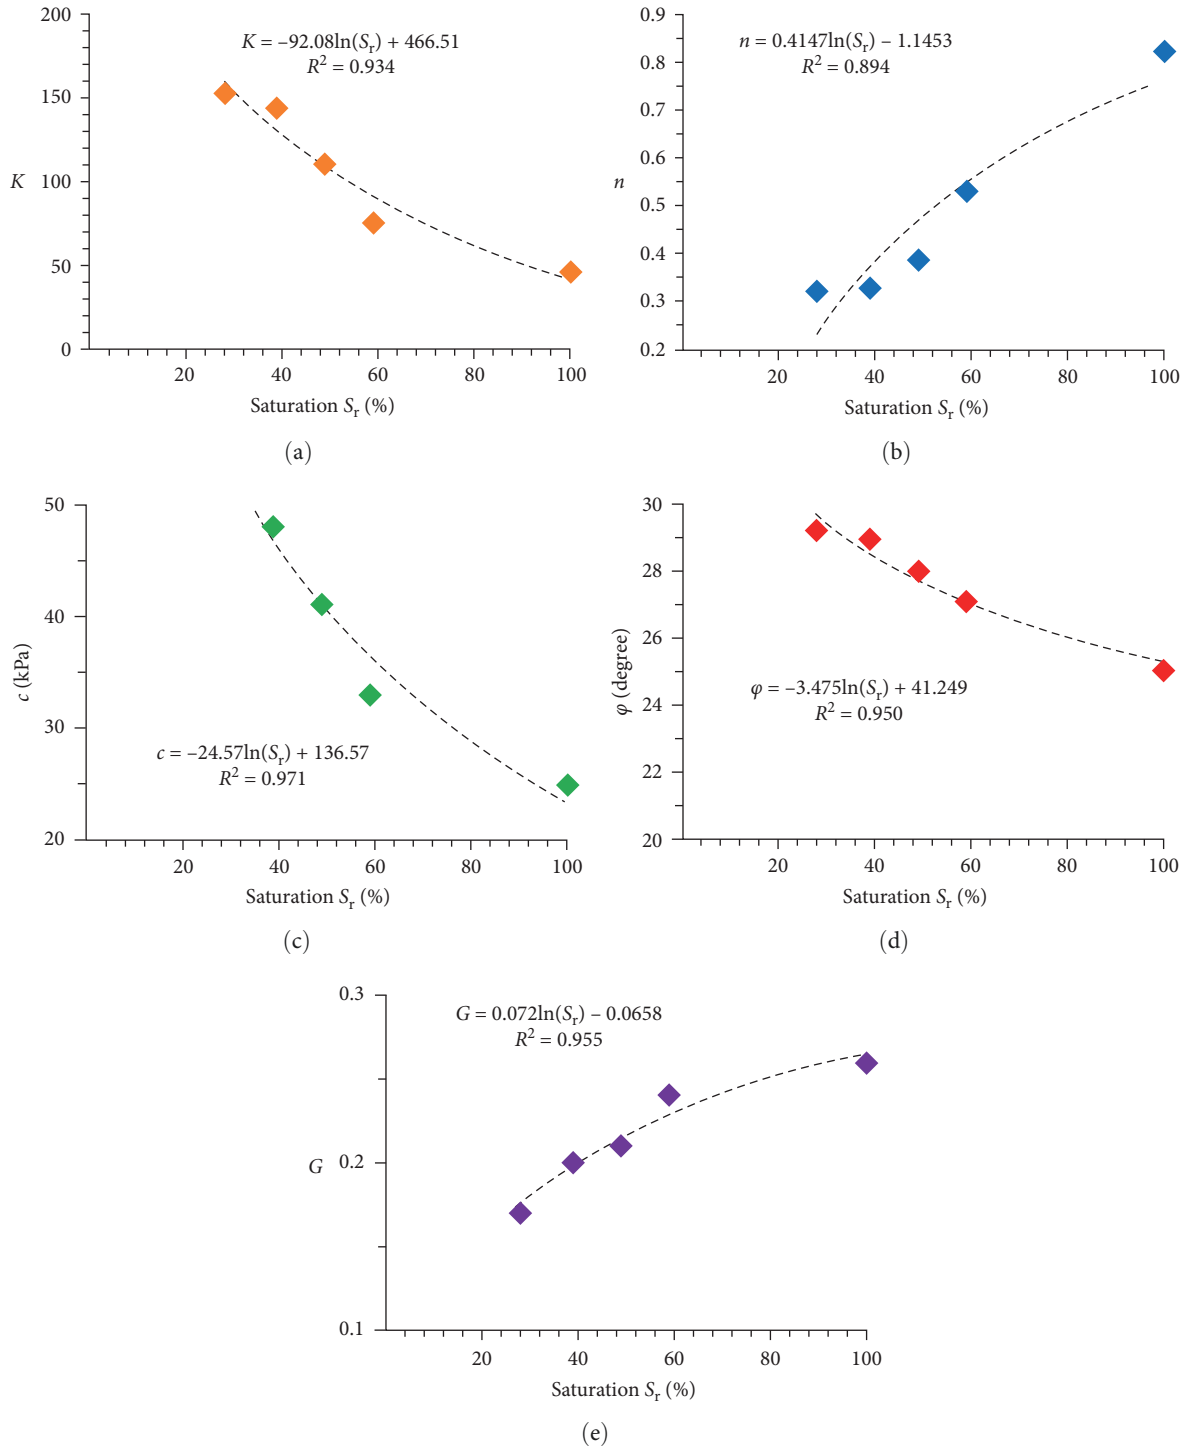 200
150
100
50
0
K
K = –92.08ln(Sr) + 466.51
R2 = 0.934
20 40 60 80 100
Saturation Sr (%)
(a)
0.9
0.8
0.7
0.6
0.5
0.4
0.3
0.2
n
n = 0.4147ln(Sr) – 1.1453
R2 = 0.894
20 40 60 80 100
Saturation Sr (%)
(b)
50
40
30
20
c (kPa)
c = –24.57ln(Sr) + 136.57
R2 = 0.971
20 40 60 80 100
Saturation Sr (%)
(c)
30
28
26
24
22
20
φ (degree)
φ = –3.475ln(Sr) + 41.249
R2 = 0.950
20 40 60 80 100
Saturation Sr (%)
(d)
0.3
0.2
0.1
G
G = 0.072ln(Sr) – 0.0658
R2 = 0.955
20 40 60 80 100
Saturation Sr (%)
(e)